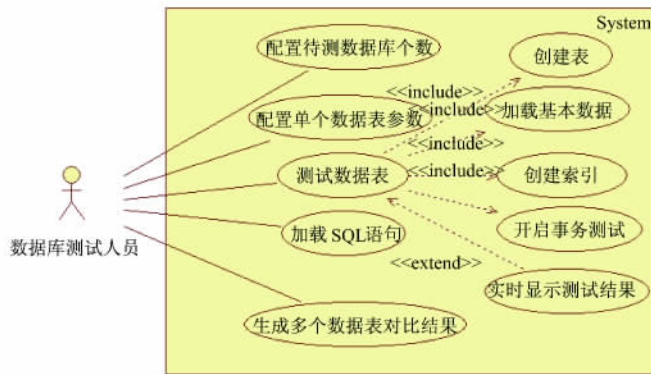 System
配置待测数据库个数
创建表
<<include>>
<<include>>
加载基本数据
配置单个数据表参数
<<include>>
测试数据表
<<include>>
创建索引
数据库测试人员
加载 SQL语句
开启事务测试
<<extend>>
实时显示测试结果
生成多个数据表对比结果